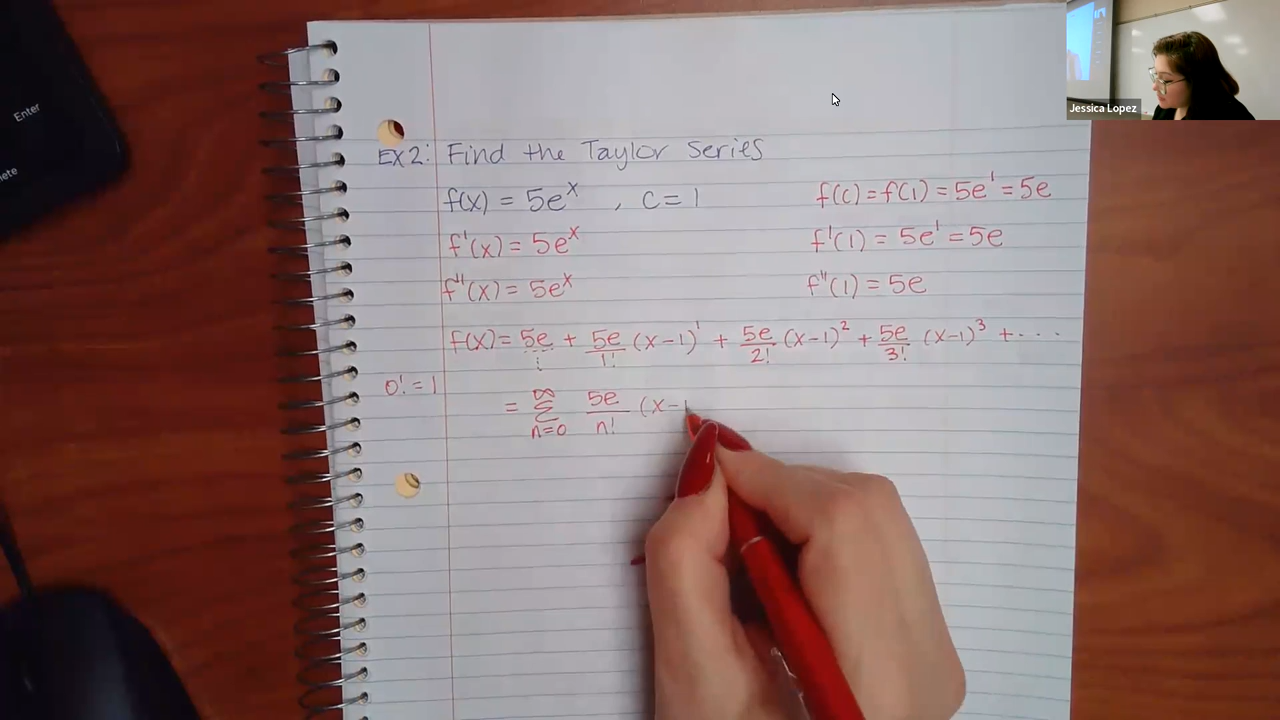 Enter
lete
Jessica Lopez
EX2: Find the Taylor Series
f(x) = 5e^x , c = 1
f(c) = f(1) = 5e^1 = 5e
f'(x) = 5e^x
f'(1) = 5e^1 = 5e
f"(x) = 5e^x
f"(1) = 5e
f(x) = 5e + 5e/1! (x-1)^1 + 5e/2! (x-1)^2 + 5e/3! (x-1)^3 + ...
0! = 1
= ∞ Σ n=0 5e/n! (x-1